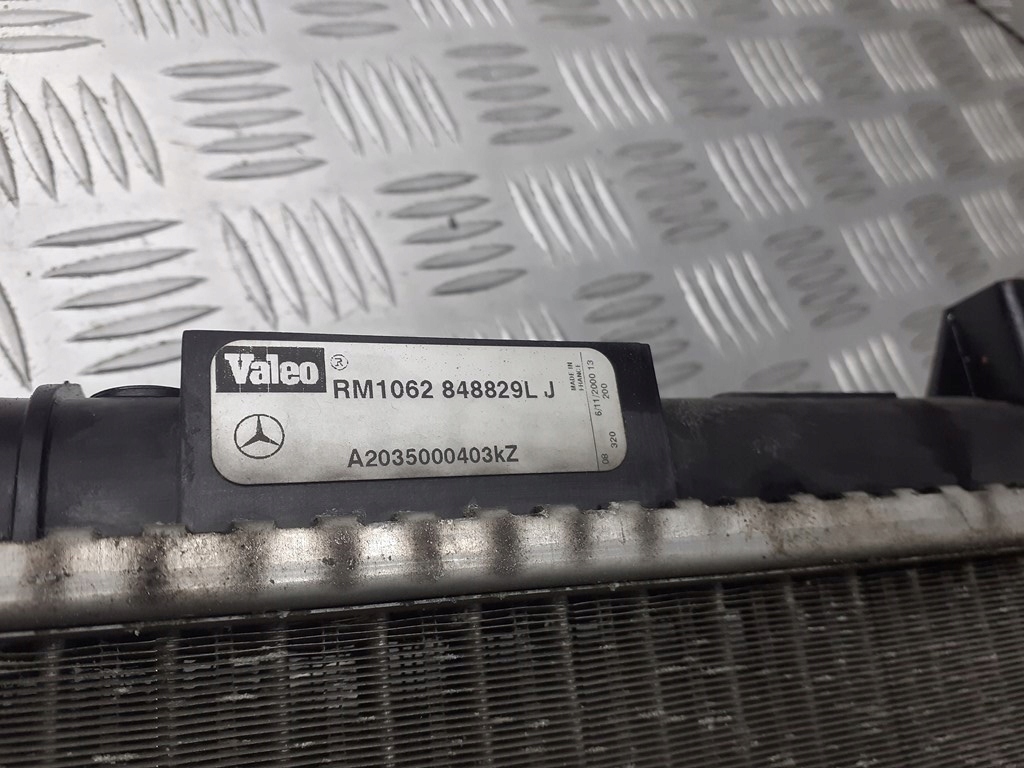 Valeo ®
RM1062 848829L J
A2035000403kZ
MADE IN
FRANCE
6/11/2000 13
200
08 320